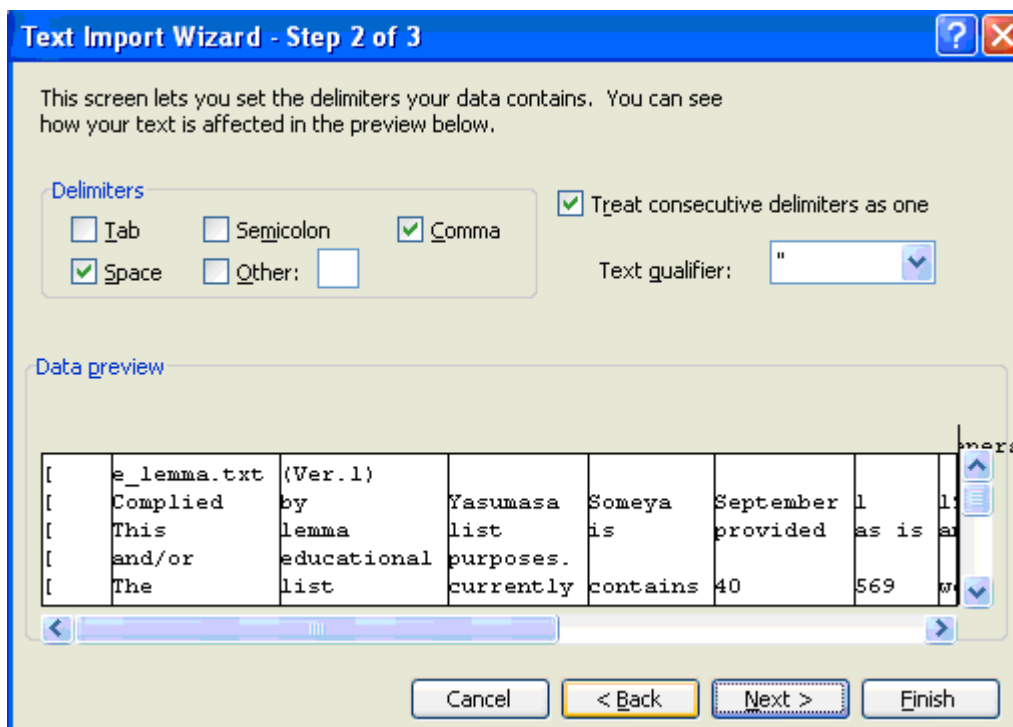 Text Import Wizard - Step 2 of 3
This screen lets you set the delimiters your data contains. You can see
how your text is affected in the preview below.
Delimiters
Treat consecutive delimiters as one
Tab Semicolon Comma
Space Other:
Text qualifier: "
Data preview
[ e_lemma.txt (Ver.1)
[ Complied by Yasumasa Someya September 1
[ This lemma list is provided as is
[ and/or educational purposes.
[ The list currently contains 40 569
Cancel < Back Next > Finish